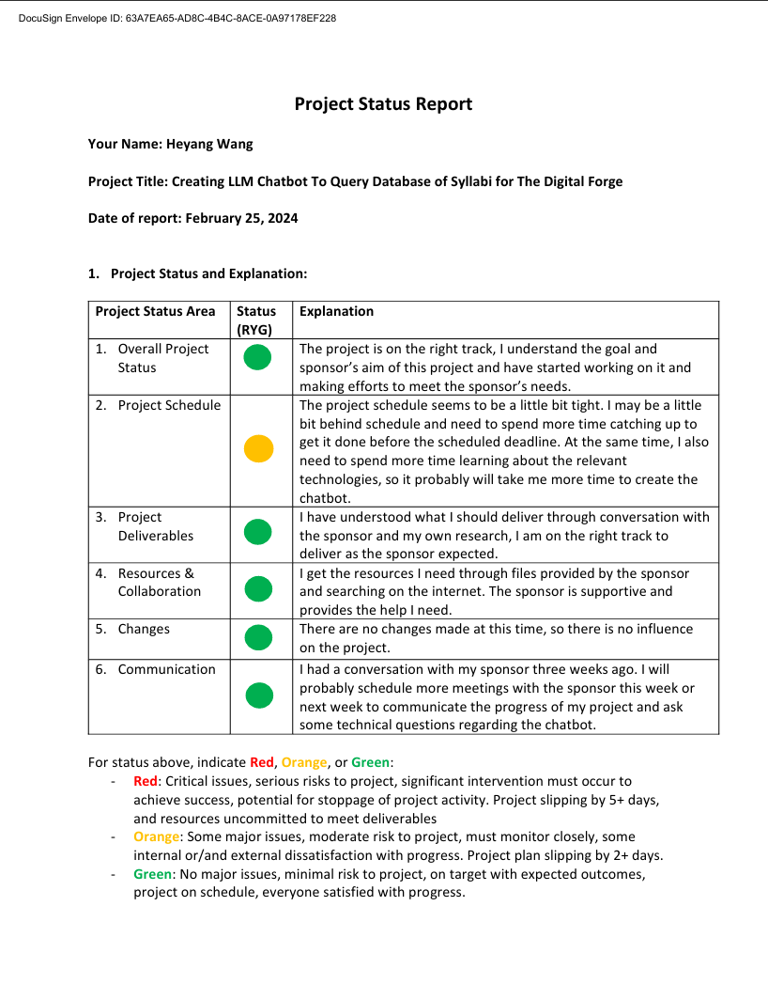 DocuSign Envelope ID: 63A7EA65-AD8C-4B4C-8ACE-0A97178EF228
Project Status Report
Your Name: Heyang Wang
Project Title: Creating LLM Chatbot To Query Database of Syllabi for The Digital Forge
Date of report: February 25, 2024
1. Project Status and Explanation:
Project Status Area
Status
(RYG)
Explanation
1. Overall Project
Status
The project is on the right track, I understand the goal and
sponsor's aim of this project and have started working on it and
making efforts to meet the sponsor's needs.
2. Project Schedule
The project schedule seems to be a little bit tight. I may be a little
bit behind schedule and need to spend more time catching up to
get it done before the scheduled deadline. At the same time, I also
need to spend more time learning about the relevant
technologies, so it probably will take me more time to create the
chatbot.
3. Project
Deliverables
I have understood what I should deliver through conversation with
the sponsor and my own research, I am on the right track to
deliver as the sponsor expected.
4. Resources &
Collaboration
I get the resources I need through files provided by the sponsor
and searching on the internet. The sponsor is supportive and
provides the help I need.
5. Changes
There are no changes made at this time, so there is no influence
on the project.
6. Communication
I had a conversation with my sponsor three weeks ago. I will
probably schedule more meetings with the sponsor this week or
next week to communicate the progress of my project and ask
some technical questions regarding the chatbot.
For status above, indicate Red, Orange, or Green:
- Red: Critical issues, serious risks to project, significant intervention must occur to
achieve success, potential for stoppage of project activity. Project slipping by 5+ days,
and resources uncommitted to meet deliverables
- Orange: Some major issues, moderate risk to project, must monitor closely, some
internal or/and external dissatisfaction with progress. Project plan slipping by 2+ days.
- Green: No major issues, minimal risk to project, on target with expected outcomes,
project on schedule, everyone satisfied with progress.